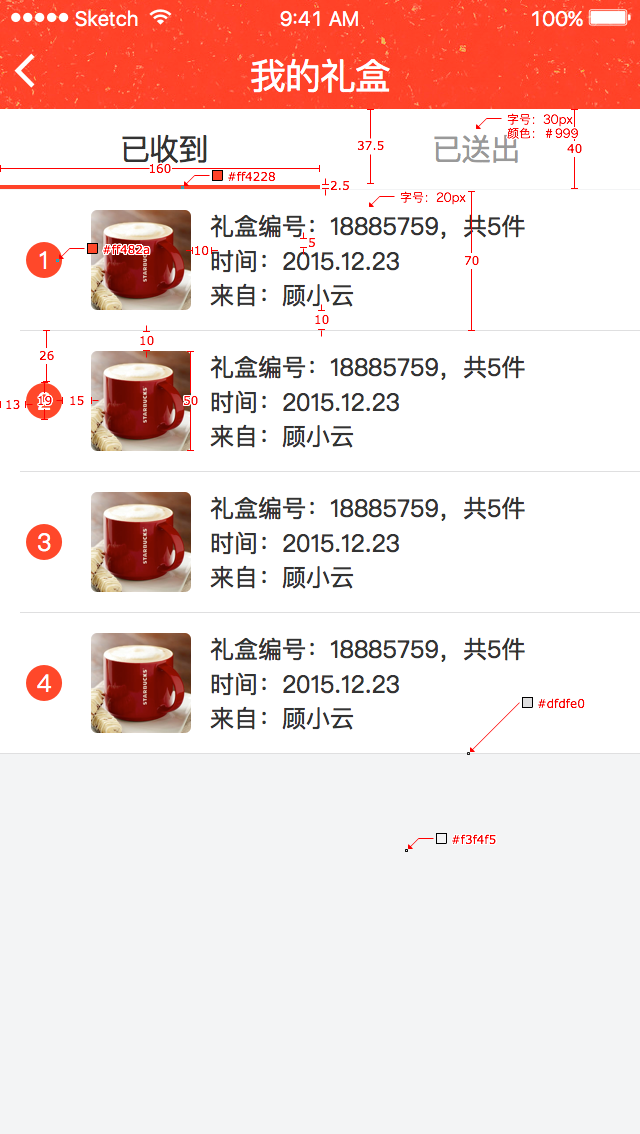 Sketch 9:41 AM 100%
我的礼盒
已收到 已送出
字号：30px
颜色：#999
37.5
40
160
#ff4228
2.5
字号：20px
1
#ff482a
STARBUCKS
10
礼盒编号：18885759，共5件
5
时间：2015.12.23
70
来自：顾小云
10
10
26
13
19
15
STARBUCKS
50
礼盒编号：18885759，共5件
时间：2015.12.23
来自：顾小云
3
STARBUCKS
礼盒编号：18885759，共5件
时间：2015.12.23
来自：顾小云
4
STARBUCKS
礼盒编号：18885759，共5件
时间：2015.12.23
来自：顾小云
#dfdfe0
#f3f4f5